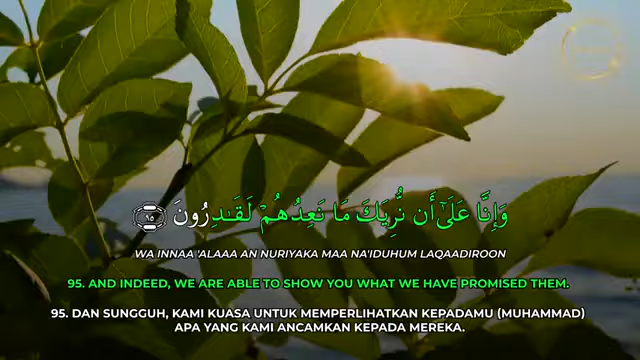 وَإِنَّا عَلَىٰٓ أَن نُّرِيَكَ مَا نَعِدُهُمْ لَقَـٰدِرُونَ ٩٥
WA INNAA 'ALAAA AN NURIYAKA MAA NA'IDUHUM LAQAADIROON
95. AND INDEED, WE ARE ABLE TO SHOW YOU WHAT WE HAVE PROMISED THEM.
95. DAN SUNGGUH, KAMI KUASA UNTUK MEMPERLIHATKAN KEPADAMU (MUHAMMAD)
APA YANG KAMI ANCAMKAN KEPADA MEREKA.